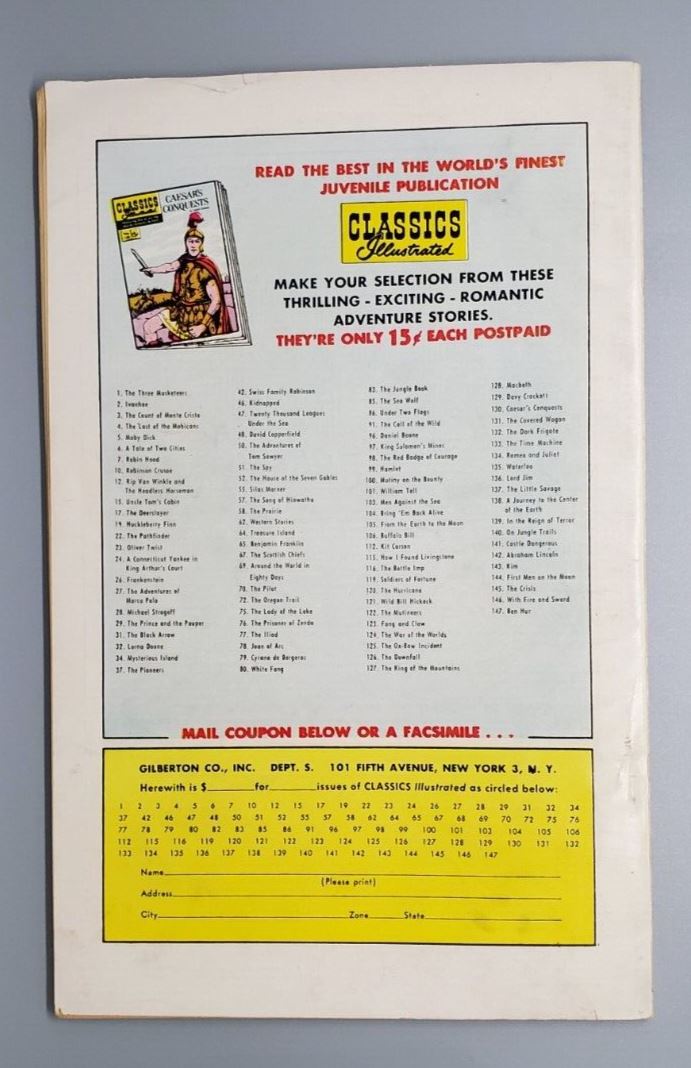 CLASSICS
Illustrated
CAESAR'S
CONQUESTS
15¢
READ THE BEST IN THE WORLD'S FINEST
JUVENILE PUBLICATION
CLASSICS
Illustrated
MAKE YOUR SELECTION FROM THESE
THRILLING - EXCITING - ROMANTIC
ADVENTURE STORIES.
THEY'RE ONLY 15¢ EACH POSTPAID
1. The Three Musketeers
2. Ivanhoe
3. The Count of Monte Cristo
4. The Last of the Mohicans
5. Moby Dick
6. A Tale of Two Cities
7. Robin Hood
10. Robinson Crusoe
12. Rip Van Winkle and
The Headless Horseman
15. Uncle Tom's Cabin
17. The Deerslayer
19. Huckleberry Finn
22. The Pathfinder
23. Oliver Twist
24. A Connecticut Yankee in
King Arthur's Court
26. Frankenstein
27. The Adventures of
Marco Polo
28. Michael Strogoff
29. The Prince and the Pauper
31. The Black Arrow
32. Lorna Doone
34. Mysterious Island
37. The Pioneers
42. Swiss Family Robinson
46. Kidnapped
47. Twenty Thousand Leagues
Under the Sea
48. David Copperfield
50. The Adventures of
Tom Sawyer
51. The Spy
52. The House of the Seven Gables
55. Silas Marner
57. The Song of Hiawatha
58. The Prairie
62. Western Stories
64. Treasure Island
65. Benjamin Franklin
67. The Scottish Chiefs
69. Around the World in
Eighty Days
70. The Pilot
72. The Oregon Trail
75. The Lady of the Lake
76. The Prisoner of Zenda
77. The Iliad
78. Joan of Arc
79. Cyrano de Bergerac
80. White Fang
83. The Jungle Book
85. The Sea Wolf
86. Under Two Flags
91. The Call of the Wild
96. Daniel Boone
97. King Solomon's Mines
98. The Red Badge of Courage
99. Hamlet
100. Mutiny on the Bounty
101. William Tell
103. Men Against the Sea
104. Bring 'Em Back Alive
105. From the Earth to the Moon
106. Buffalo Bill
112. Kit Carson
115. How I Found Livingstone
116. The Bottle Imp
119. Soldiers of Fortune
120. The Hurricane
121. Wild Bill Hickock
122. The Mutineers
123. Fang and Claw
124. The War of the Worlds
125. The Ox-Bow Incident
126. The Downfall
127. The King of the Mountains
128. Macbeth
129. Davy Crockett
130. Caesar's Conquests
131. The Covered Wagon
132. The Dark Frigate
133. The Time Machine
134. Romeo and Juliet
135. Waterloo
136. Lord Jim
137. The Little Savage
138. A Journey to the Center
of the Earth
139. In the Reign of Terror
140. On Jungle Trails
141. Castle Dangerous
142. Abraham Lincoln
143. Kim
144. First Men on the Moon
145. The Crisis
146. With Fire and Sword
147. Ben Hur
MAIL COUPON BELOW OR A FACSIMILE . . .
GILBERTON CO., INC. DEPT. S. 101 FIFTH AVENUE, NEW YORK 3, N. Y.
Herewith is $ for issues of CLASSICS Illustrated as circled below:
1 2 3 4 5 6 7 10 12 15 17 19 22 23 24 26 27 28 29 31 32 34
37 42 46 47 48 50 51 52 55 57 58 62 64 65 67 68 69 70 72 75 76
77 78 79 80 82 83 85 86 91 96 97 98 99 100 101 103 104 105 106
112 115 116 119 120 121 122 123 124 125 126 127 128 129 130 131 132
133 134 135 136 137 138 139 140 141 142 143 144 145 146 147
Name
(Please print)
Address
City Zone State